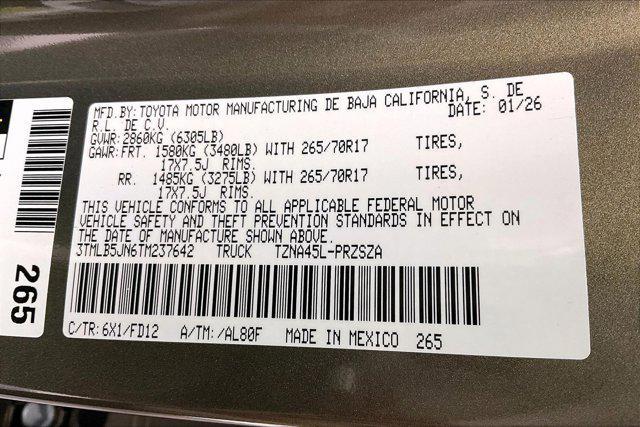 MFD.BY: TOYOTA MOTOR MANUFACTURING DE BAJA CALIFORNIA, S. DE
R.L. DE C.V. DATE: 01/26
GVWR: 2860KG (6305LB)
GAWR: FRT. 1580KG (3480LB) WITH 265/70R17 TIRES,
17X7.5J RIMS.
RR. 1485KG (3275LB) WITH 265/70R17 TIRES,
17X7.5J RIMS.
THIS VEHICLE CONFORMS TO ALL APPLICABLE FEDERAL MOTOR
VEHICLE SAFETY AND THEFT PREVENTION STANDARDS IN EFFECT ON
THE DATE OF MANUFACTURE SHOWN ABOVE.
3TMLB5JN6TM237642 TRUCK TZNA45L-PRZSZA
C/TR: 6X1/FD12 A/TM: /AL80F MADE IN MEXICO 265
265